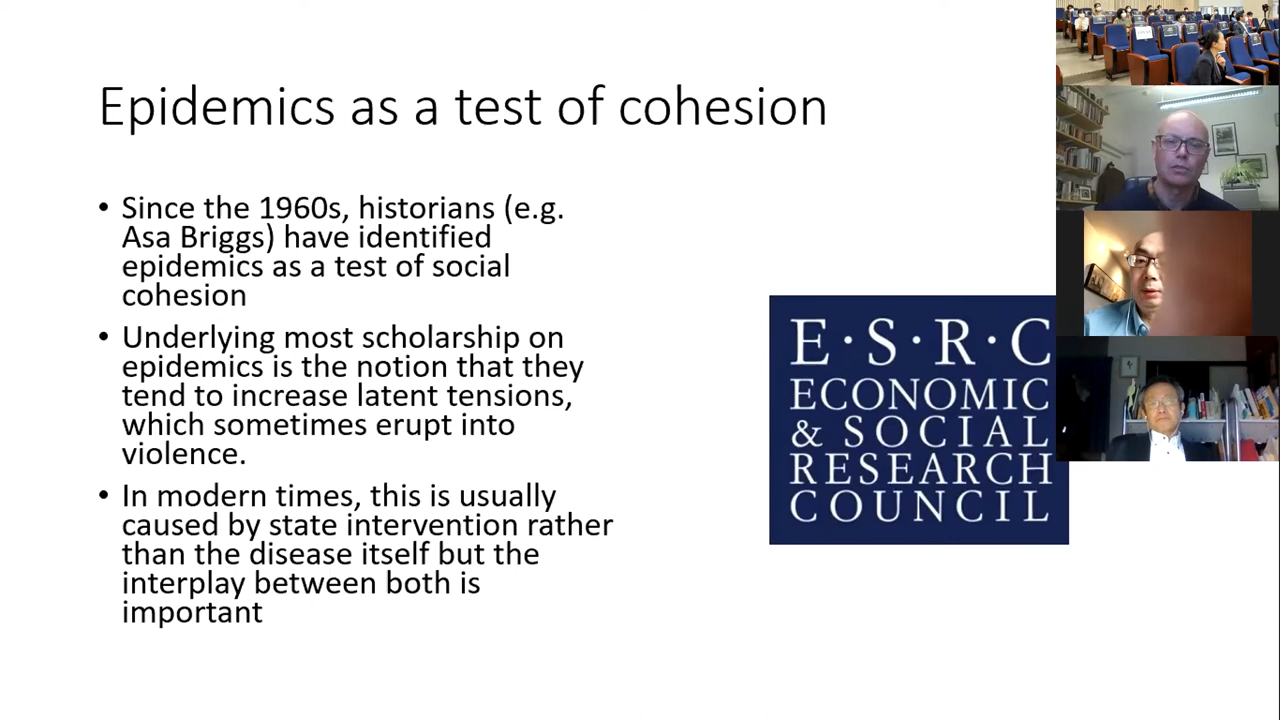 Epidemics as a test of cohesion
• Since the 1960s, historians (e.g.
Asa Briggs) have identified
epidemics as a test of social
cohesion
• Underlying most scholarship on
epidemics is the notion that they
tend to increase latent tensions,
which sometimes erupt into
violence.
• In modern times, this is usually
caused by state intervention rather
than the disease itself but the
interplay between both is
important
E·S·R·C
ECONOMIC
& SOCIAL
RESEARCH
COUNCIL